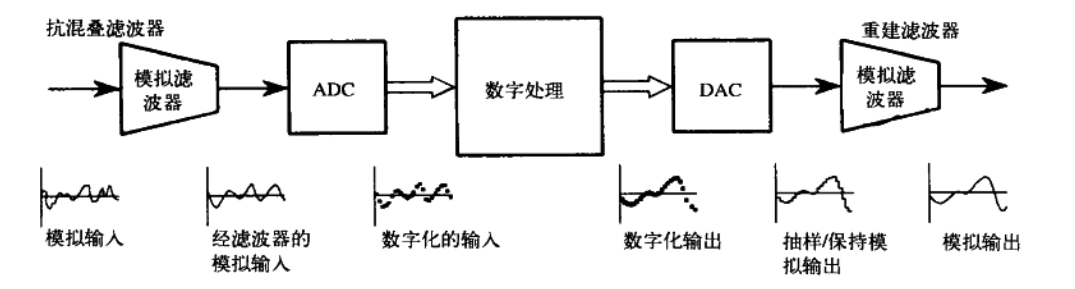 抗混叠滤波器
重建滤波器
模拟滤
波器
ADC
数字处理
DAC
模拟滤
波器
模拟输入
经滤波器的
模拟输入
数字化的输入
数字化输出
抽样/保持模
拟输出
模拟输出